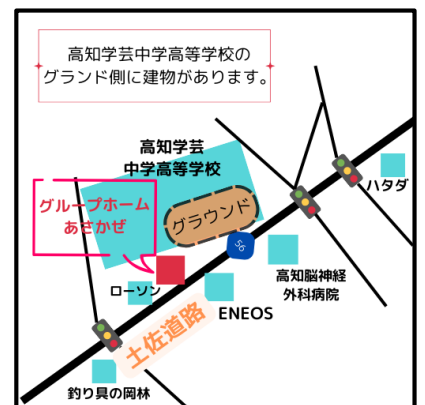 高知学芸中学高等学校の
グランド側に建物があります。
高知学芸
中学高等学校
ハタダ
グループホーム
あさかぜ
グラウンド
56
高知脳神経
外科病院
ローソン
ENEOS
土佐道路
釣り具の岡林